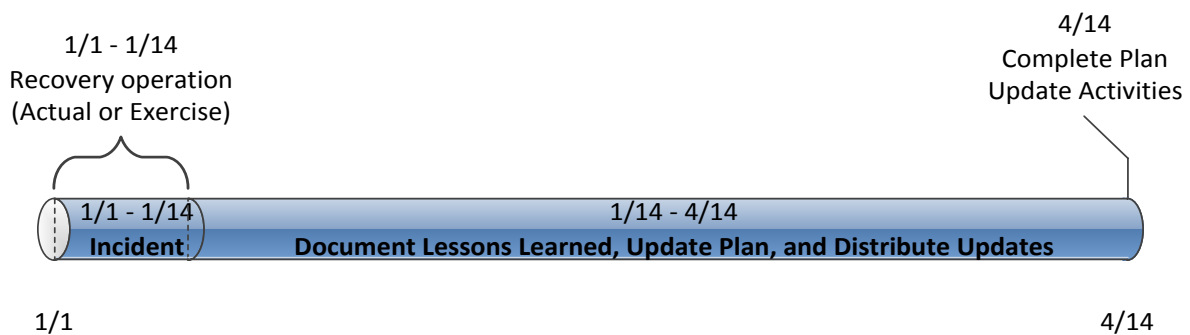 1/1 - 1/14
Recovery operation
(Actual or Exercise)
4/14
Complete Plan
Update Activities
1/1 - 1/14
Incident
1/14 - 4/14
Document Lessons Learned, Update Plan, and Distribute Updates
1/1
4/14